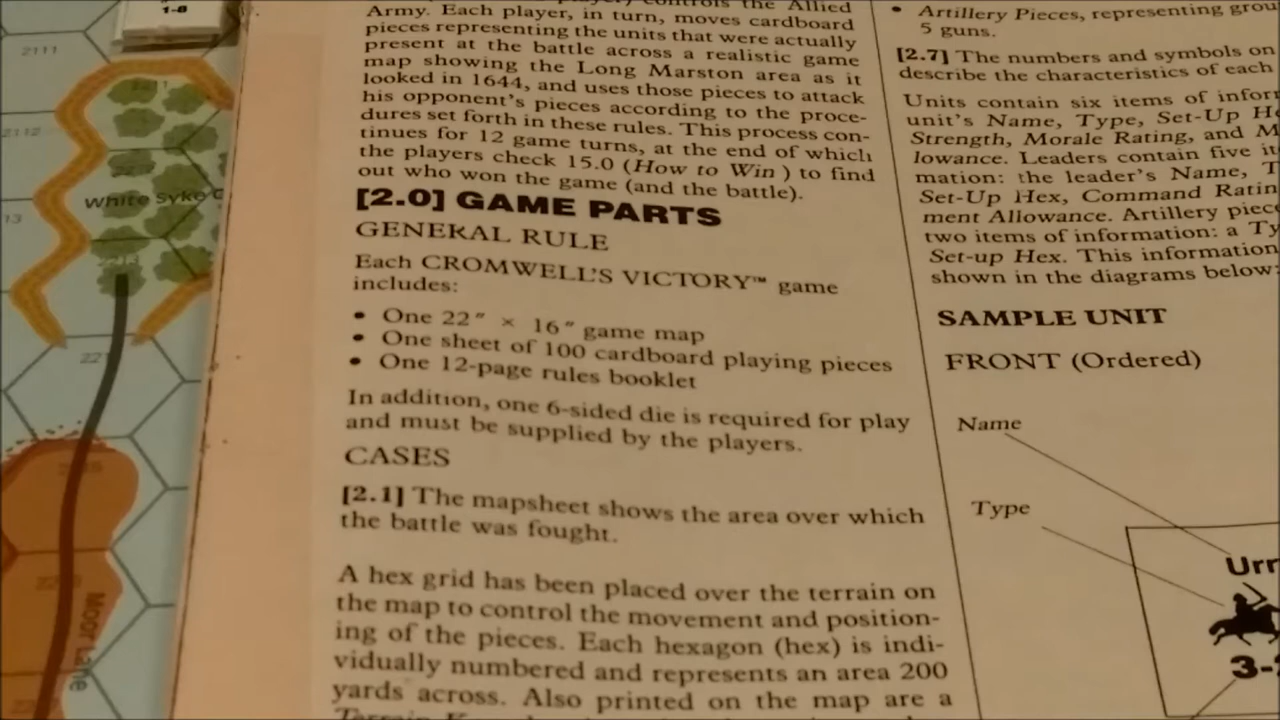 1-8
2111
2112
White Syke
13
221
Moor Lane
controls the Allied
Army. Each player, in turn, moves cardboard
pieces representing the units that were actually
present at the battle across a realistic game
map showing the Long Marston area as it
looked in 1644, and uses those pieces to attack
his opponent's pieces according to the proce-
dures set forth in these rules. This process con-
tinues for 12 game turns, at the end of which
the players check 15.0 (How to Win ) to find
out who won the game (and the battle).
[2.0] GAME PARTS
GENERAL RULE
Each CROMWELL'S VICTORY™ game
includes:
• One 22" × 16" game map
• One sheet of 100 cardboard playing pieces
• One 12-page rules booklet
In addition, one 6-sided die is required for play
and must be supplied by the players.
CASES
[2.1] The mapsheet shows the area over which
the battle was fought.
A hex grid has been placed over the terrain on
the map to control the movement and position-
ing of the pieces. Each hexagon (hex) is indi-
vidually numbered and represents an area 200
yards across. Also printed on the map are a
• Artillery Pieces, representing grou
5 guns.
[2.7] The numbers and symbols on
describe the characteristics of each
Units contain six items of infor
unit's Name, Type, Set-Up H
Strength, Morale Rating, and M
lowance. Leaders contain five it
mation: the leader's Name, T
Set-Up Hex, Command Ratin
ment Allowance. Artillery piec
two items of information: a Ty
Set-up Hex. This information
shown in the diagrams below:
SAMPLE UNIT
FRONT (Ordered)
Name
Type
Urr
3-